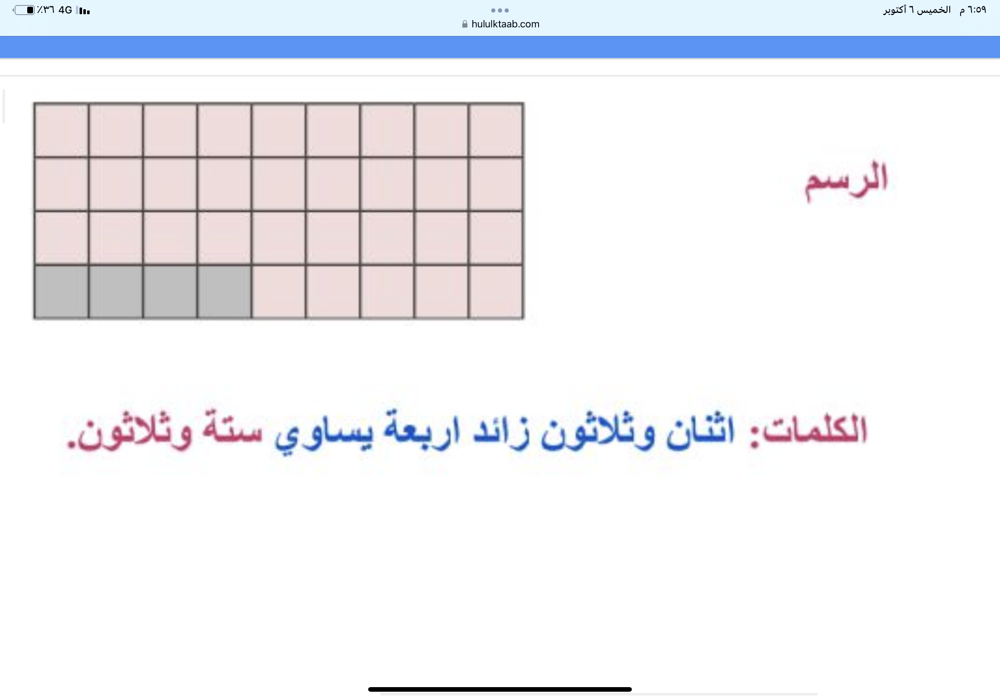 ٦:٥٩ م الخميس ٦ أكتوبر
٪٣٦ 4G
hululktaab.com
الرسم
الكلمات: اثنان وثلاثون زائد اربعة يساوي ستة وثلاثون.